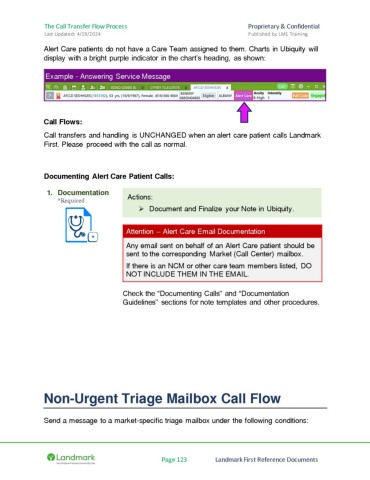 The Call Transfer Flow Process
Proprietary & Confidential
Last Updated: 4/19/2024
Published by LM1 Training
Alert Care patients do not have a Care Team assigned to them. Charts in Ubiquity will
display with a bright purple indicator in the chart's heading, as shown:
Example - Answering Service Message
Eligible
ALBANY
Alert Care
Acuity
Intensity
Call Flows:
Call transfers and handling is UNCHANGED when an alert care patient calls Landmark
First. Please proceed with the call as normal.
Documenting Alert Care Patient Calls:
1. Documentation
*Required
Actions:
➢ Document and Finalize your Note in Ubiquity.
Attention – Alert Care Email Documentation
Any email sent on behalf of an Alert Care patient should be
sent to the corresponding Market (Call Center) mailbox.
If there is an NCM or other care team members listed, DO
NOT INCLUDE THEM IN THE EMAIL.
Check the "Documenting Calls" and "Documentation
Guidelines" sections for note templates and other procedures.
Non-Urgent Triage Mailbox Call Flow
Send a message to a market-specific triage mailbox under the following conditions:
Landmark
Page 123
Landmark First Reference Documents